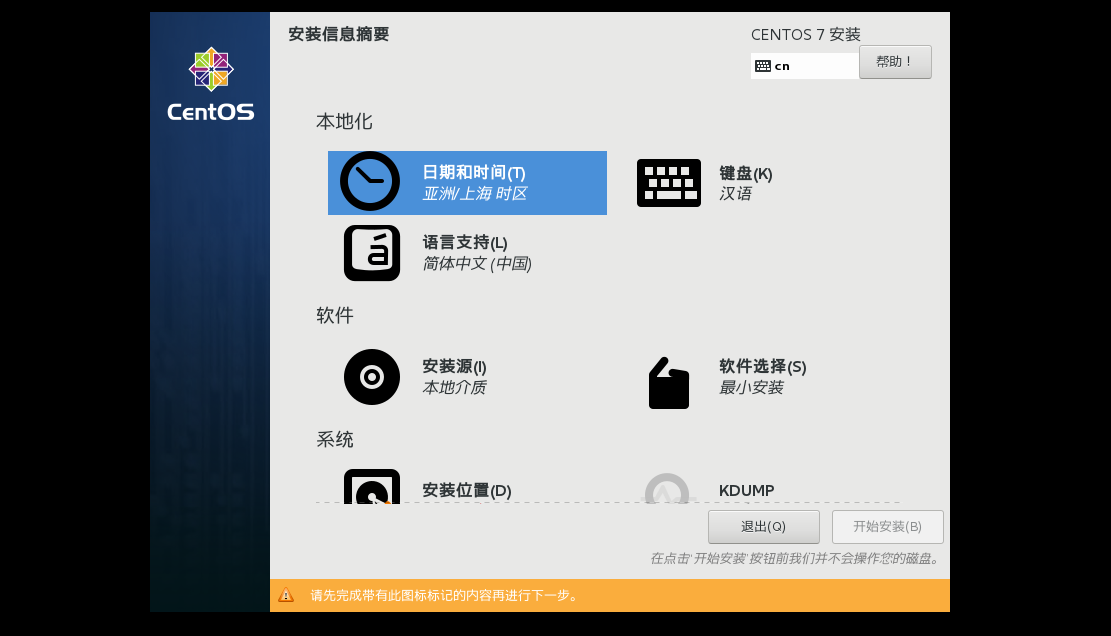 安装信息摘要
CENTOS 7 安装
cn
帮助！
CentOS
本地化
日期和时间(T)
亚洲/上海 时区
键盘(K)
汉语
á
语言支持(L)
简体中文 (中国)
软件
安装源(I)
本地介质
软件选择(S)
最小安装
系统
安装位置(D)
KDUMP
退出(Q)
开始安装(B)
在点击'开始安装'按钮前我们并不会操作您的磁盘。
请先完成带有此图标标记的内容再进行下一步。